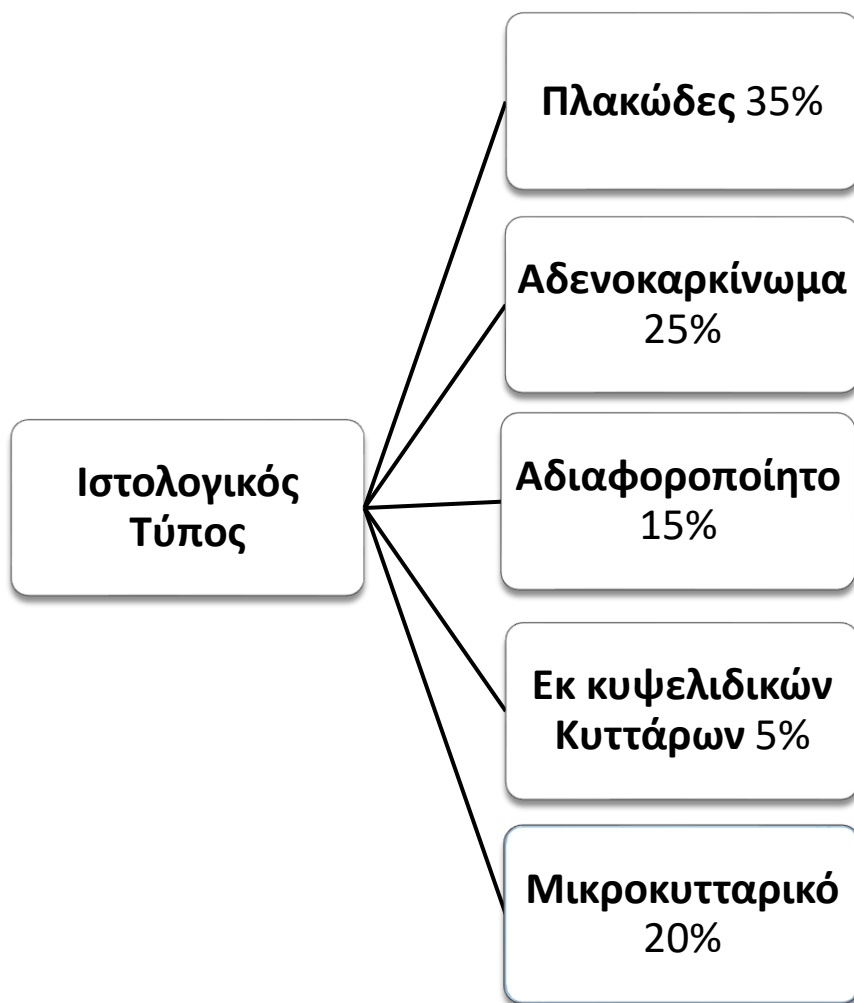 Πλακώδες 35%
Αδενοκαρκίνωμα
25%
Ιστολογικός
Τύπος
Αδιαφοροποίητο
15%
Εκ κυψελιδικών
Κυττάρων 5%
Μικροκυτταρικό
20%